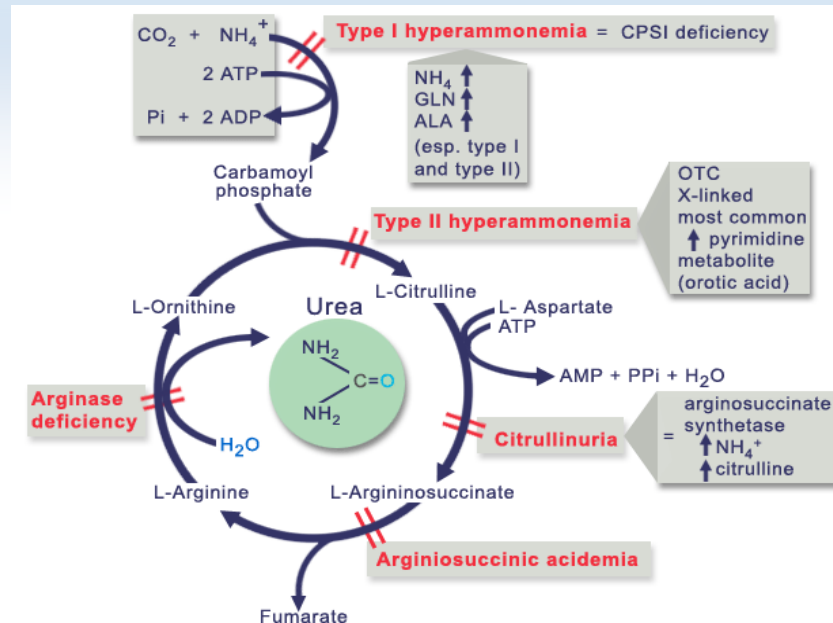 CO₂ + NH₄⁺
2 ATP
Pi + 2 ADP
Type I hyperammonemia = CPSI deficiency
NH₄ ↑
GLN ↑
ALA ↑
(esp. type I
and type II)
Carbamoyl
phosphate
Type II hyperammonemia
OTC
X-linked
most common
↑ pyrimidine
metabolite
(orotic acid)
L-Ornithine
L-Citrulline
Urea
NH₂
C=O
NH₂
L- Aspartate
ATP
AMP + PPi + H₂O
Arginase
deficiency
H₂O
Citrullinuria
= arginosuccinate
synthetase
↑ NH₄⁺
↑ citrulline
L-Arginine
L-Argininosuccinate
Arginiosuccinic acidemia
Fumarate